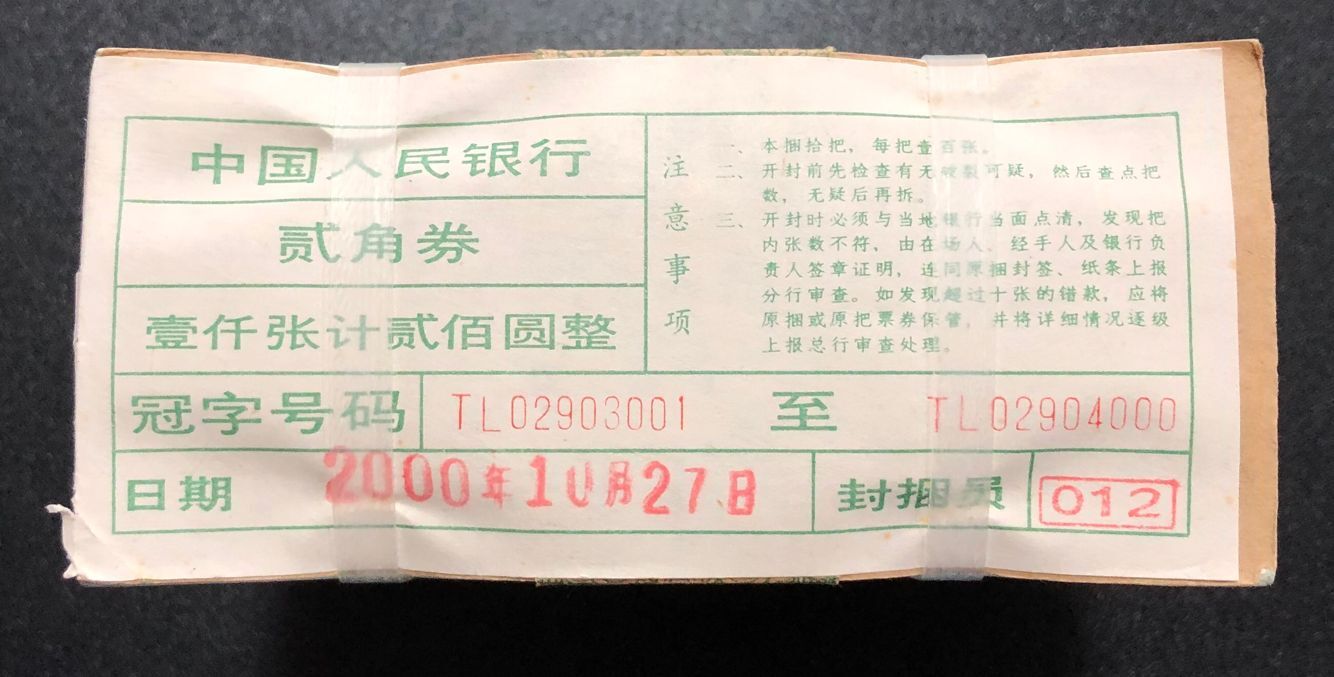 中国人民银行
贰角券
壹仟张计贰佰圆整
注意事项
一、本捆拾把，每把壹百张。
二、开封前先检查有无破裂可疑，然后查点把
数，无疑后再拆。
三、开封时必须与当地银行当面点清，发现把
内张数不符，由在场人、经手人及银行负
责人签章证明，连同原捆封签、纸条上报
分行审查。如发现超过十张的错款，应将
原捆或原把票券保管，并将详细情况逐级
上报总行审查处理。
冠字号码 TL02903001 至 TL02904000
日期 2000年10月27日 封捆员 012